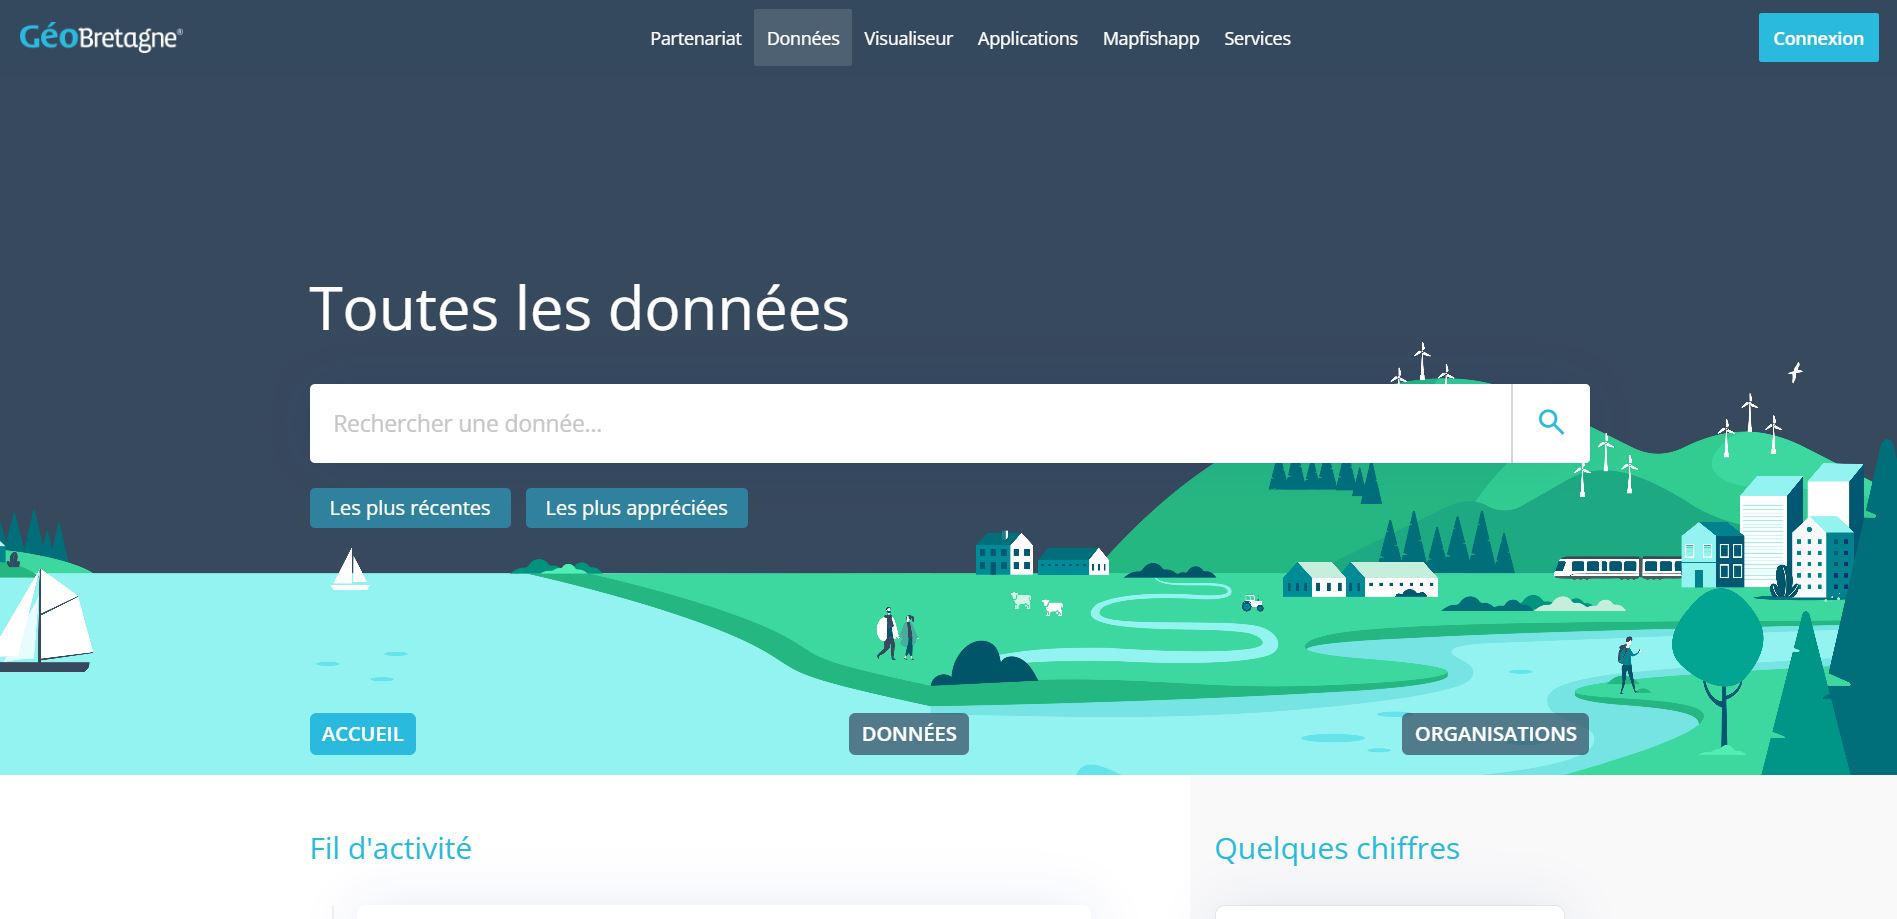 GéoBretagne®
Partenariat
Données
Visualiseur
Applications
Mapfishapp
Services
Connexion
Toutes les données
Rechercher une donnée...
Les plus récentes
Les plus appréciées
ACCUEIL
DONNÉES
ORGANISATIONS
Fil d'activité
Quelques chiffres